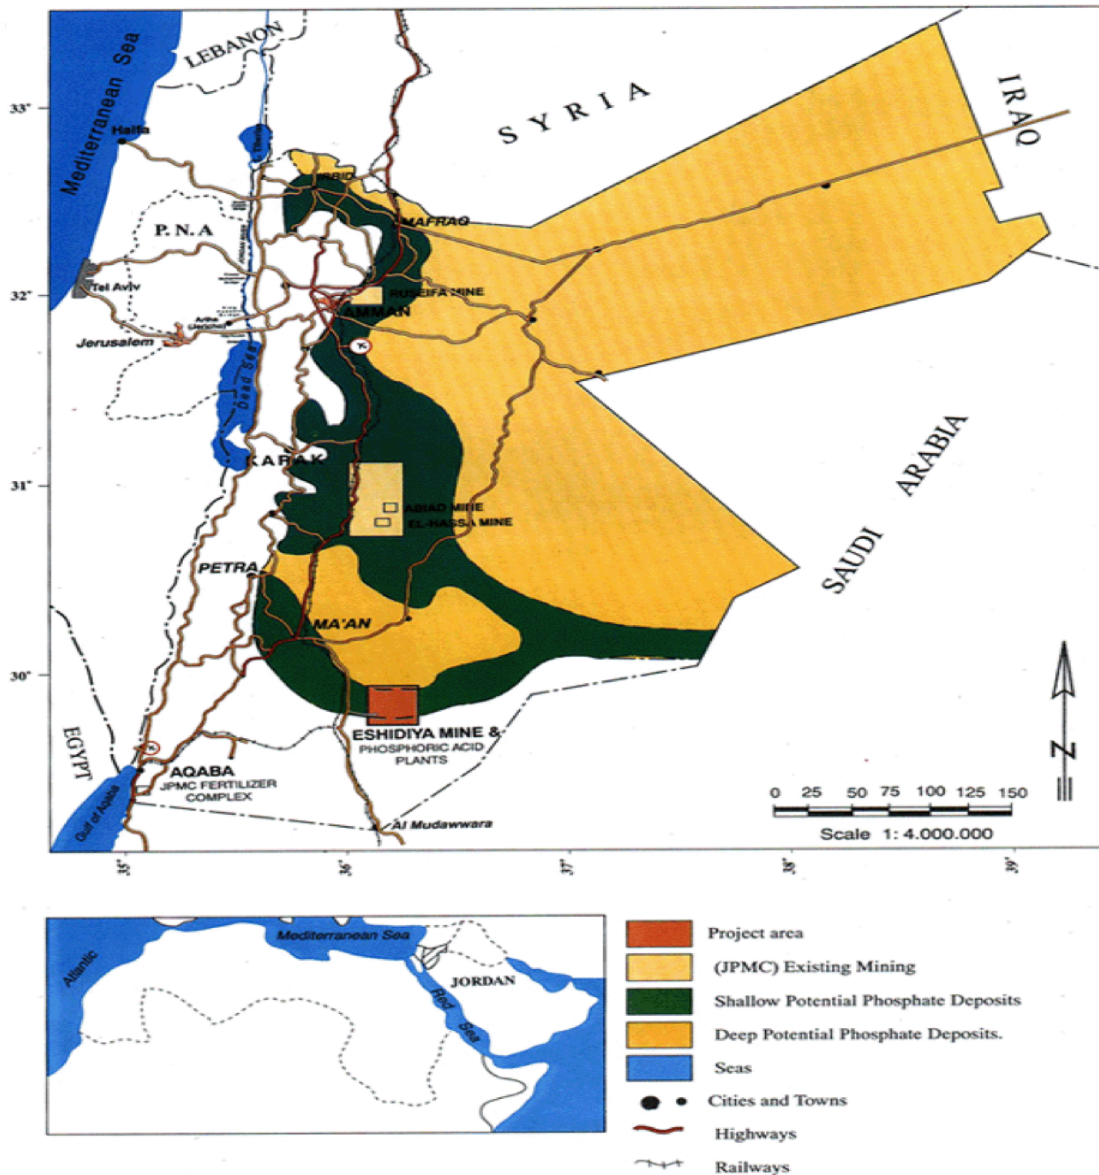 LEBANON
Mediterranean Sea
SYRIA
IRAQ
33°
Haifa
IRBID
MAFRAQ
P.N.A
32°
Tel Aviv
RUSEIFA MINE
AMMAN
Jerusalem
Dead Sea
SAUDI ARABIA
KARAK
31°
ABIAD MINE
EL-HASSA MINE
PETRA
MA'AN
30°
ESHIDIYA MINE &
PHOSPHORIC ACID
PLANTS
EGYPT
AQABA
JPMC FERTILIZER
COMPLEX
Gulf of Aqaba
Al Mudawwara
N
0 25 50 75 100 125 150
Scale 1: 4.000.000
35° 36° 37° 38° 39°
Atlantic
Mediterranean Sea
JORDAN
Red Sea
Project area
(JPMC) Existing Mining
Shallow Potential Phosphate Deposits
Deep Potential Phosphate Deposits.
Seas
Cities and Towns
Highways
Railways